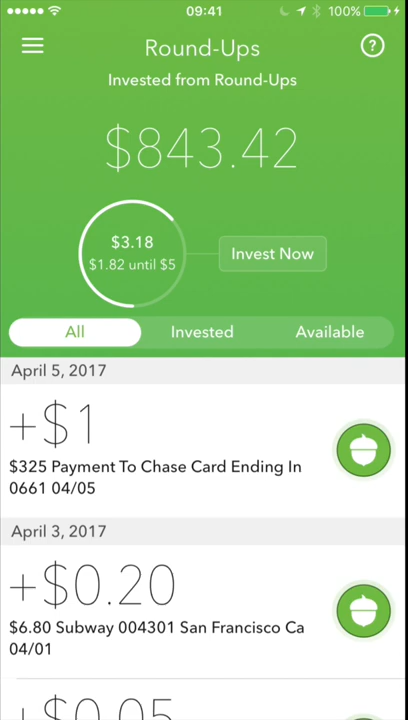 09:41
100%
Round-Ups
?
Invested from Round-Ups
$843.42
$3.18
$1.82 until $5
Invest Now
All
Invested
Available
April 5, 2017
+$1
$325 Payment To Chase Card Ending In
0661 04/05
April 3, 2017
+$0.20
$6.80 Subway 004301 San Francisco Ca
04/01
+$0.05